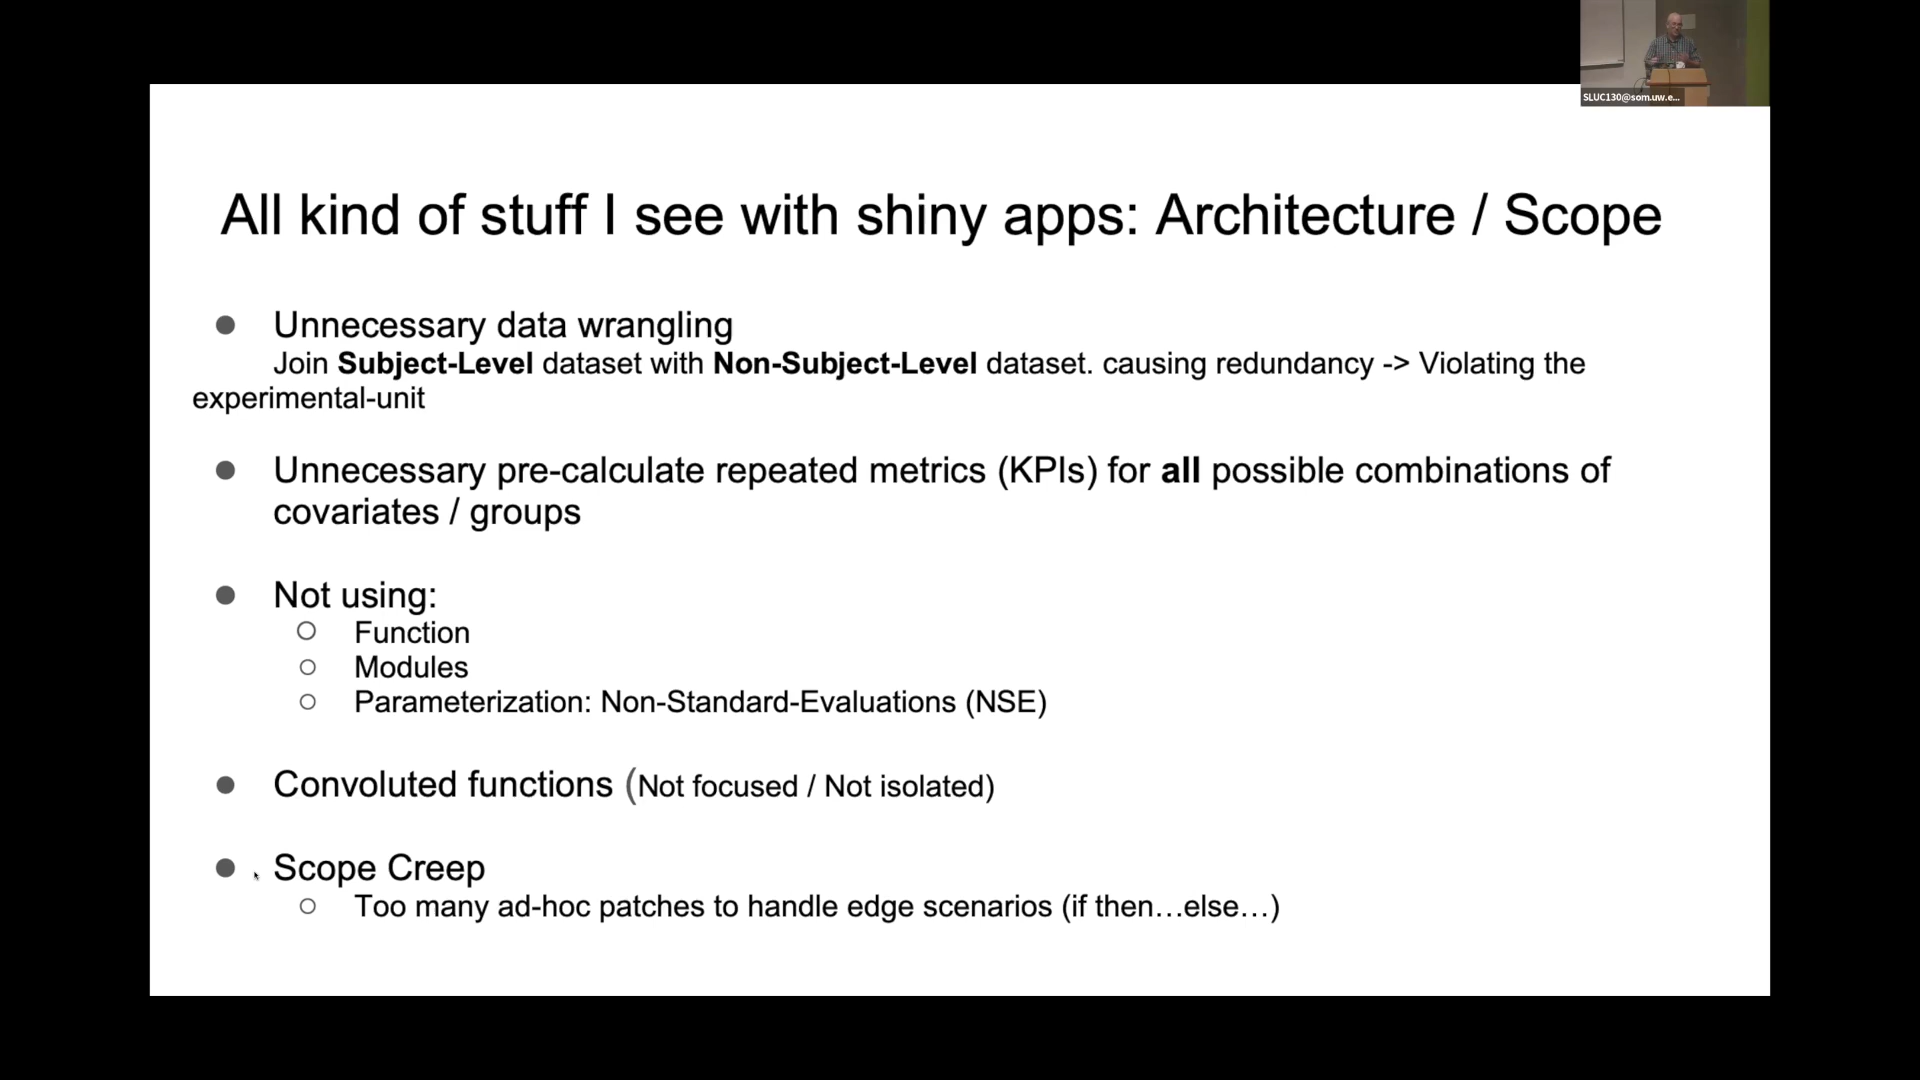 SLUC130@som.uw.e...
All kind of stuff I see with shiny apps: Architecture / Scope
● Unnecessary data wrangling
Join Subject-Level dataset with Non-Subject-Level dataset. causing redundancy -> Violating the
experimental-unit
● Unnecessary pre-calculate repeated metrics (KPIs) for all possible combinations of
covariates / groups
● Not using:
○ Function
○ Modules
○ Parameterization: Non-Standard-Evaluations (NSE)
● Convoluted functions (Not focused / Not isolated)
● Scope Creep
○ Too many ad-hoc patches to handle edge scenarios (if then…else…)